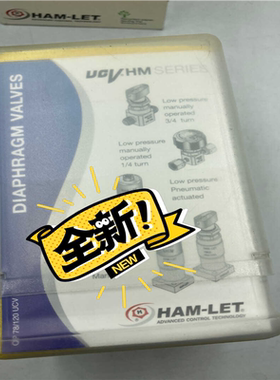 HAM-LET
UCV.HM SERIES
DIAPHRAGM VALVES
Low pressure
manually
operated
3/4 turn
Low pressure
manually
operated
1/4 turn
Low pressure
Pneumatic
actuated
全新!
NEW
HAM-LET
ADVANCED CONTROL TECHNOLOGY